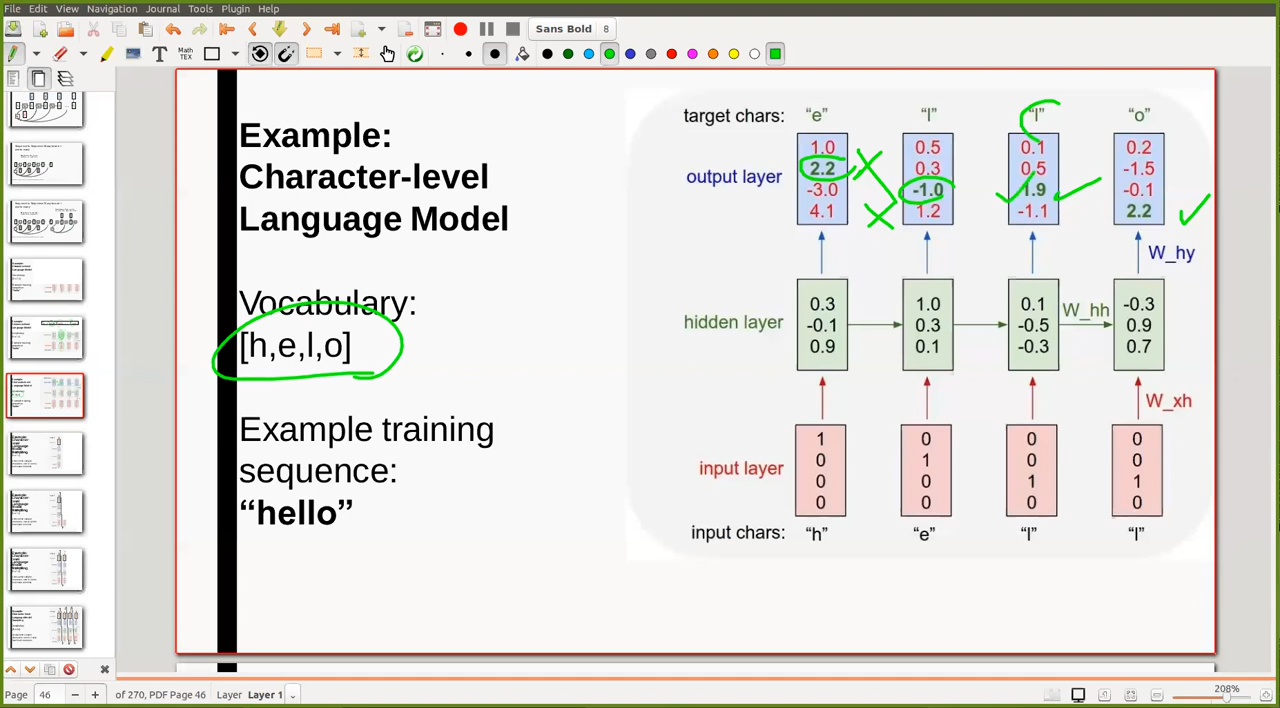 File Edit View Navigation Journal Tools Plugin Help
Sans Bold 8
Math
TEX
Example:
Character-level
Language Model
Vocabulary:
[h,e,l,o]
Example training
sequence:
“hello”
target chars: “e” “l” “l” “o”
output layer
1.0 0.5 0.1 0.2
2.2 0.3 0.5 -1.5
-3.0 -1.0 1.9 -0.1
4.1 1.2 -1.1 2.2
W_hy
hidden layer
0.3 1.0 0.1 -0.3
-0.1 0.3 -0.5 0.9
0.9 0.1 -0.3 0.7
W_hh
W_xh
input layer
1 0 0 0
0 1 0 0
0 0 1 1
0 0 0 0
input chars: “h” “e” “l” “l”
Page 46 of 270, PDF Page 46 Layer Layer 1
208%